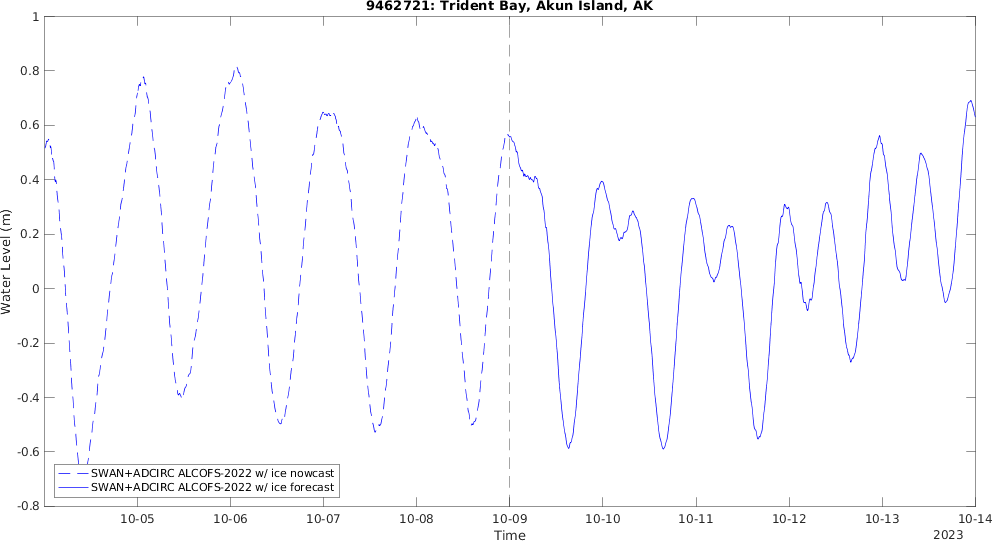 9462721: Trident Bay, Akun Island, AK
1
0.8
0.6
0.4
0.2
0
-0.2
-0.4
-0.6
-0.8
Water Level (m)
SWAN+ADCIRC ALCOFS-2022 w/ ice nowcast
SWAN+ADCIRC ALCOFS-2022 w/ ice forecast
10-05 10-06 10-07 10-08 10-09 10-10 10-11 10-12 10-13 10-14
Time
2023